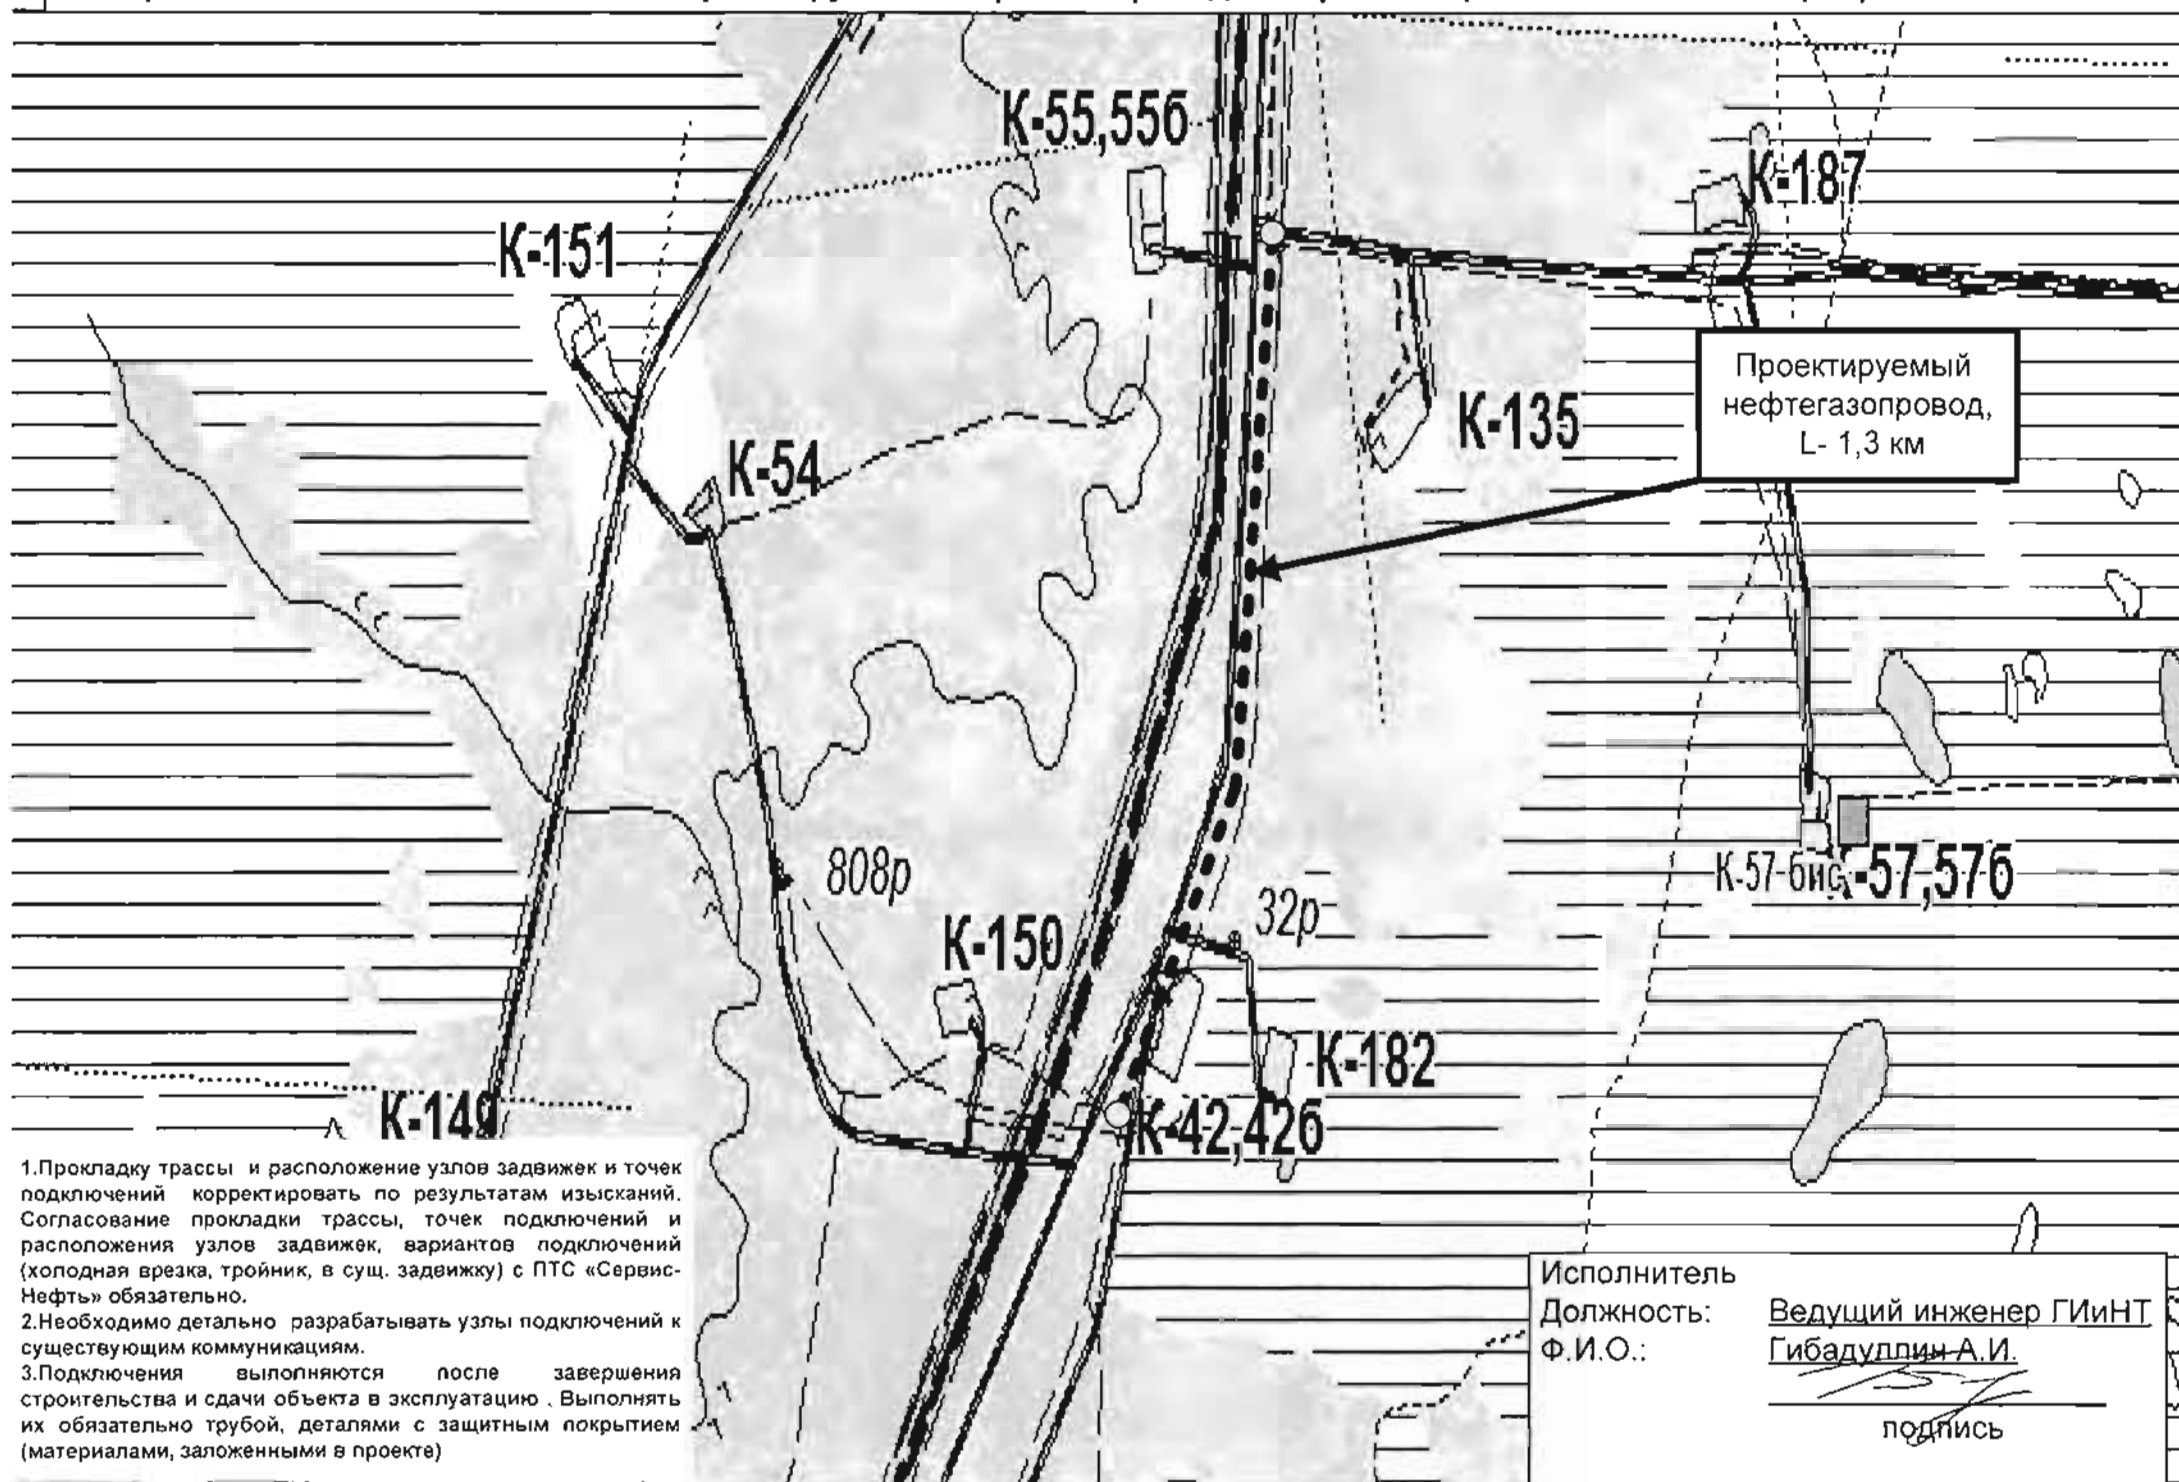 К-55,55б
К-187
К-151
К-135
К-54
Проектируемый
нефтегазопровод,
L- 1,3 км
808р
К-150
32р
К-57 бис
К-57,57б
К-182
К-42,42б
К-149
1.Прокладку трассы и расположение узлов задвижек и точек
подключений корректировать по результатам изысканий.
Согласование прокладки трассы, точек подключений и
расположения узлов задвижек, вариантов подключений
(холодная врезка, тройник, в сущ. задвижку) с ПТС «Сервис-
Нефть» обязательно.
2.Необходимо детально разрабатывать узлы подключений к
существующим коммуникациям.
3.Подключения выполняются после завершения
строительства и сдачи объекта в эксплуатацию . Выполнять
их обязательно трубой, деталями с защитным покрытием
(материалами, заложенными в проекте)
Исполнитель
Должность: Ведущий инженер ГИиНТ
Ф.И.О.: Гибадуллин А.И.
подпись